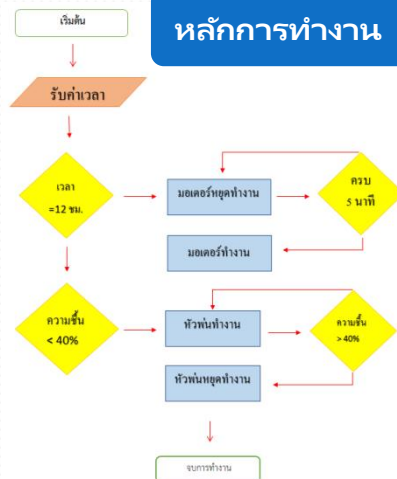 เริ่มต้น
หลักการทำงาน
รับค่าเวลา
เวลา
=12 ชม.
มอเตอร์หยุดทำงาน
ครบ
5 นาที
มอเตอร์ทำงาน
ความชื้น
< 40%
หัวพ่นทำงาน
ความชื้น
> 40%
หัวพ่นหยุดทำงาน
จบการทำงาน